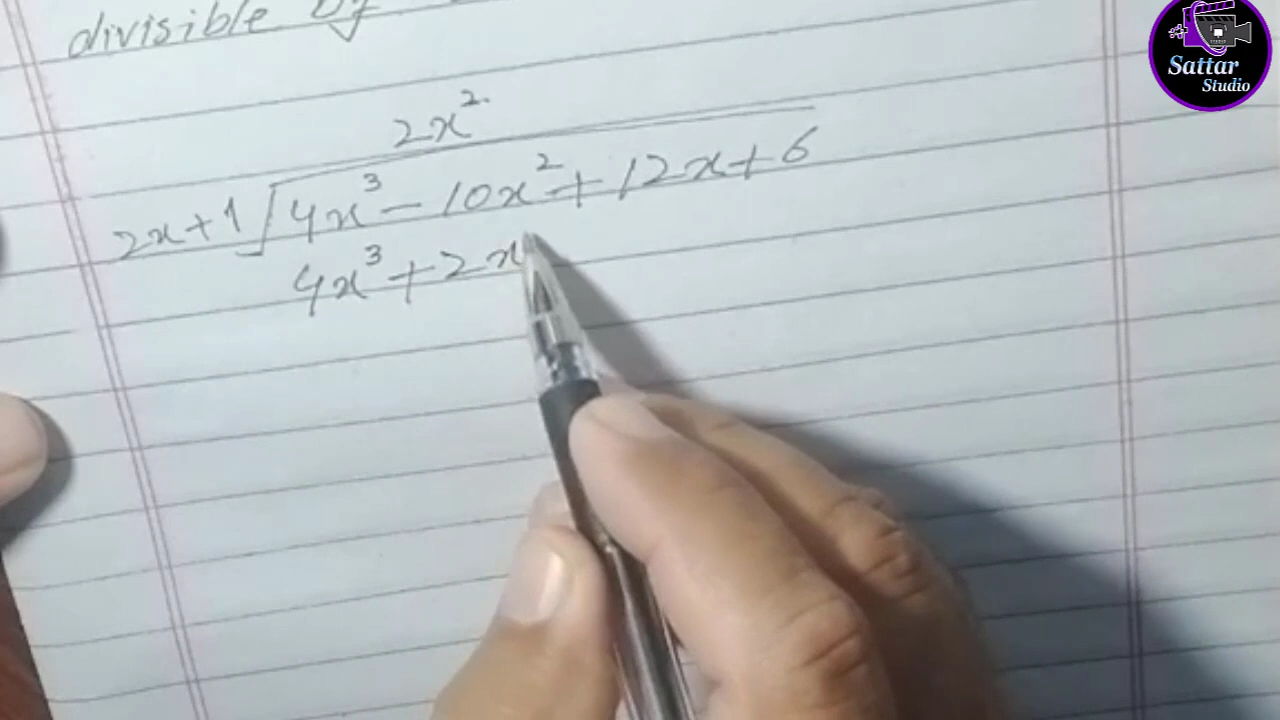 divisible by
Sattar
Studio
2x²
2x+1 √4x³ - 10x² + 12x + 6
4x³ + 2x